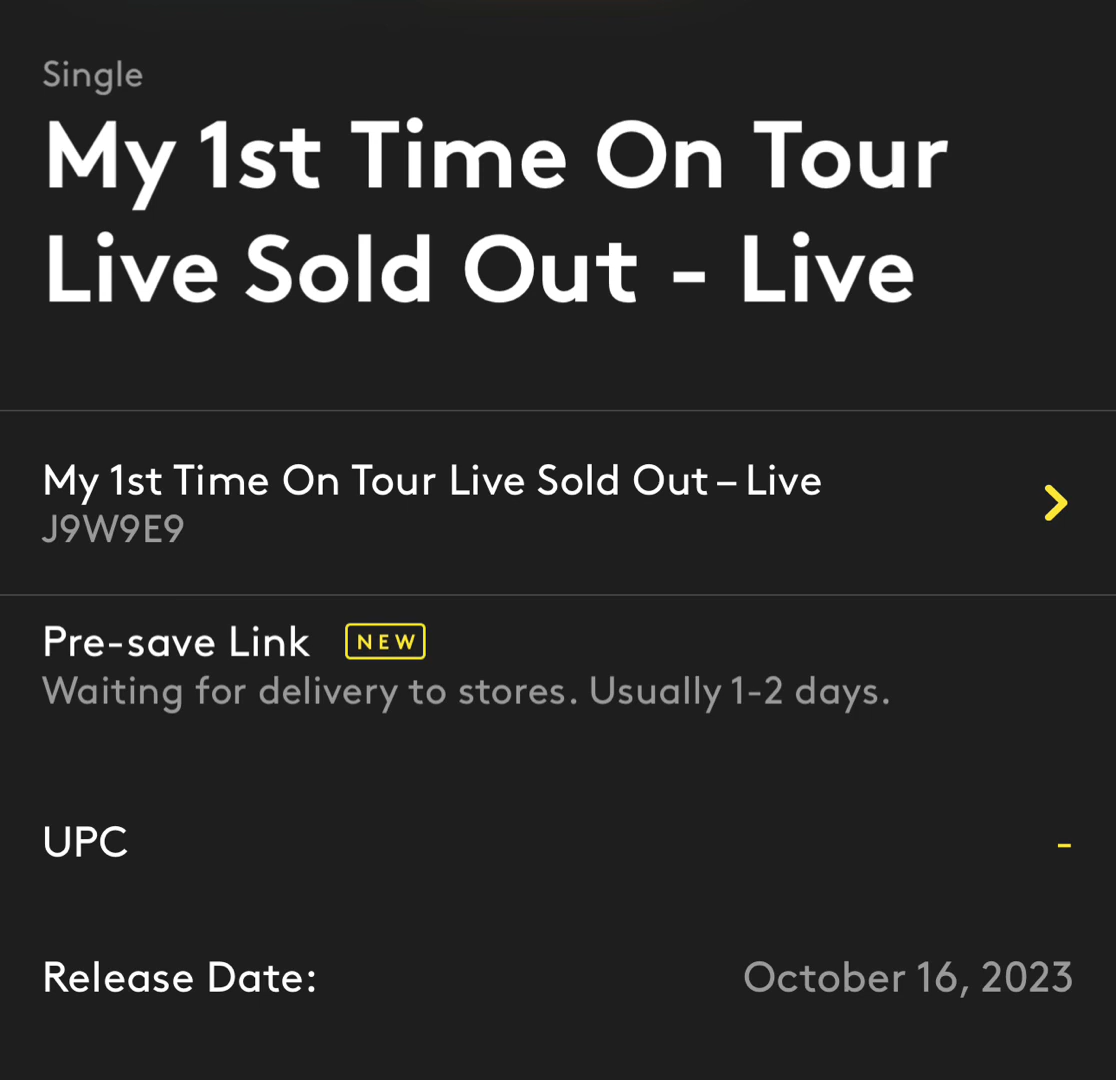 Single
My 1st Time On Tour
Live Sold Out - Live
My 1st Time On Tour Live Sold Out – Live
J9W9E9
Pre-save Link NEW
Waiting for delivery to stores. Usually 1-2 days.
UPC -
Release Date: October 16, 2023